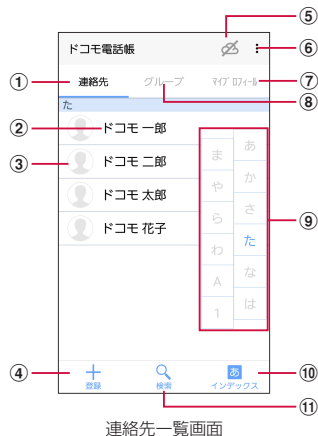 ⑤
ドコモ電話帳
⑥
① 連絡先 グループ マイプロフィール ⑦
⑧
た
② ドコモ 一郎
③ ドコモ 二郎
ドコモ 太郎
ドコモ 花子
ま
や
ら
わ
A
1
あ
か
さ
た
な
は
⑨
④ 登録 検索 あ インデックス ⑩
⑪
連絡先一覧画面